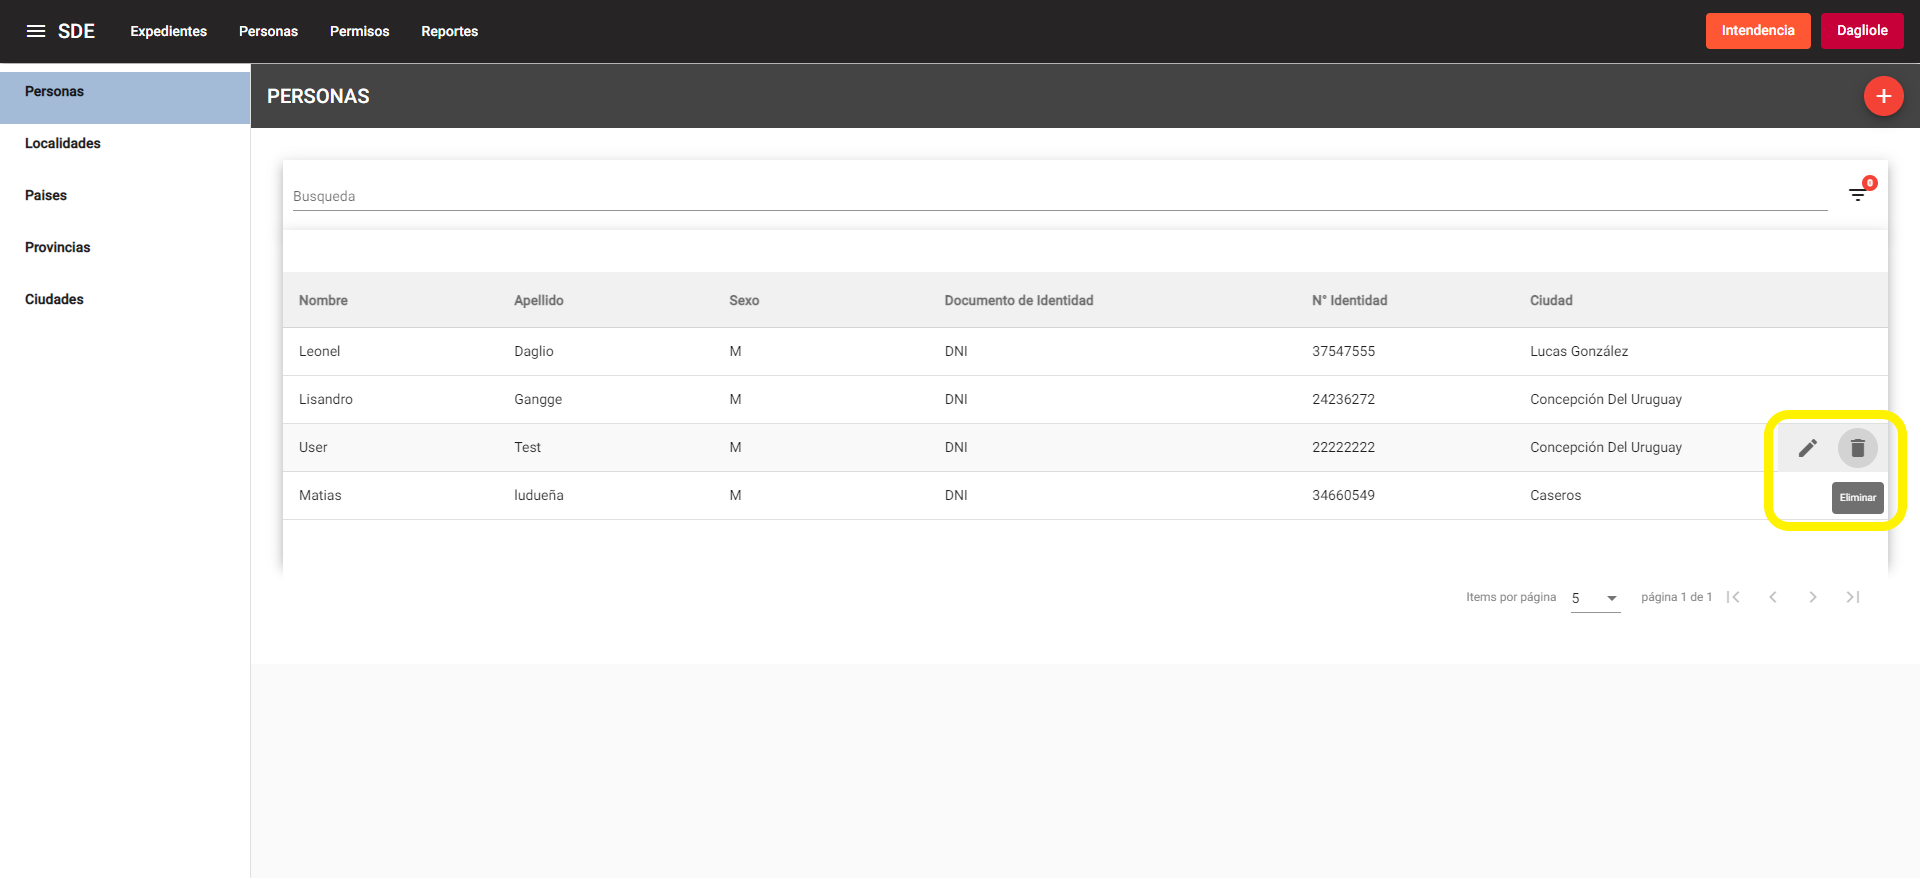 SDE Expedientes Personas Permisos Reportes Intendencia Dagliole
Personas
Localidades
Paises
Provincias
Ciudades
PERSONAS
Busqueda
0
Nombre Apellido Sexo Documento de Identidad N° Identidad Ciudad
Leonel Daglio M DNI 37547555 Lucas González
Lisandro Gangge M DNI 24236272 Concepción Del Uruguay
User Test M DNI 22222222 Concepción Del Uruguay
Matias ludueña M DNI 34660549 Caseros
Eliminar
Items por página 5 página 1 de 1